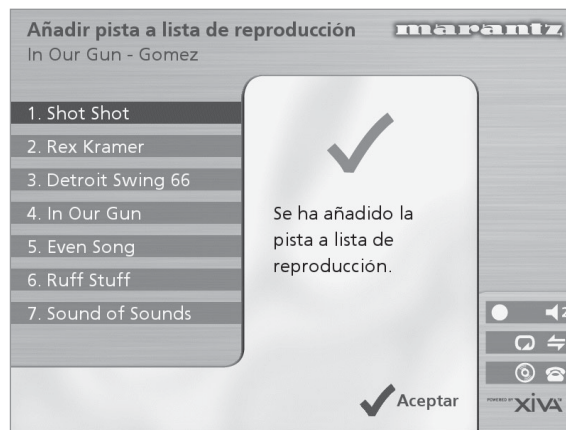 Añadir pista a lista de reproducción
marantz
In Our Gun - Gomez
1. Shot Shot
2. Rex Kramer
3. Detroit Swing 66
4. In Our Gun
5. Even Song
6. Ruff Stuff
7. Sound of Sounds
Se ha añadido la
pista a lista de
reproducción.
Aceptar
POWERED BY XiVA